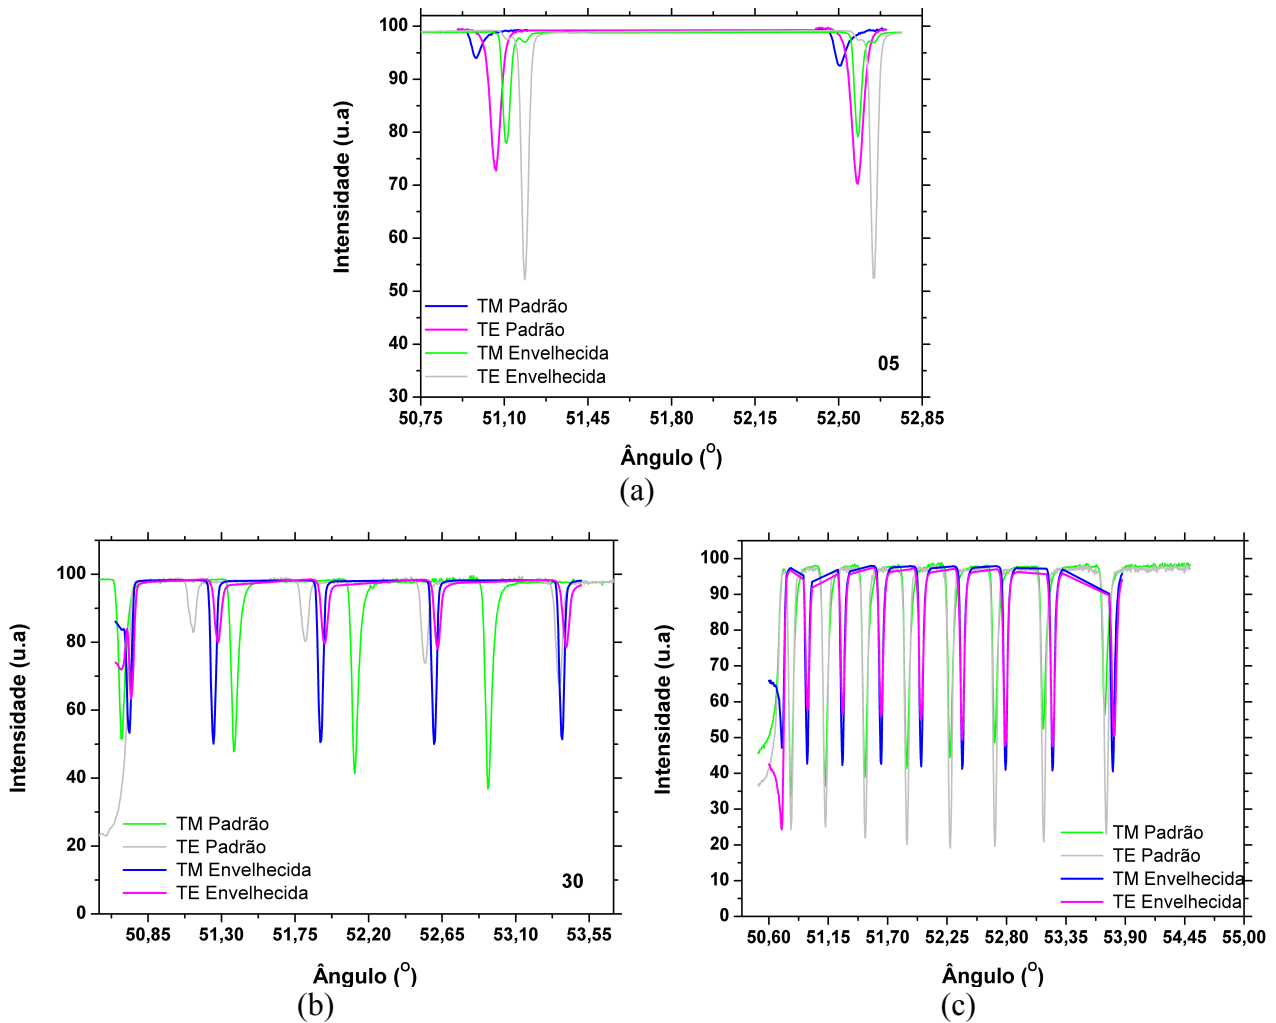 100
90
80
70
60
50
40
30
Intensidade (u.a)
TM Padrão
TE Padrão
TM Envelhecida
TE Envelhecida
05
50,75 51,10 51,45 51,80 52,15 52,50 52,85
Ângulo (O)
(a)
100
80
60
40
20
0
Intensidade (u.a)
TM Padrão
TE Padrão
TM Envelhecida
TE Envelhecida
30
50,85 51,30 51,75 52,20 52,65 53,10 53,55
Ângulo (O)
(b)
100
90
80
70
60
50
40
30
20
10
0
Intensidade (u.a)
TM Padrão
TE Padrão
TM Envelhecida
TE Envelhecida
50,60 51,15 51,70 52,25 52,80 53,35 53,90 54,45 55,00
Ângulo (O)
(c)